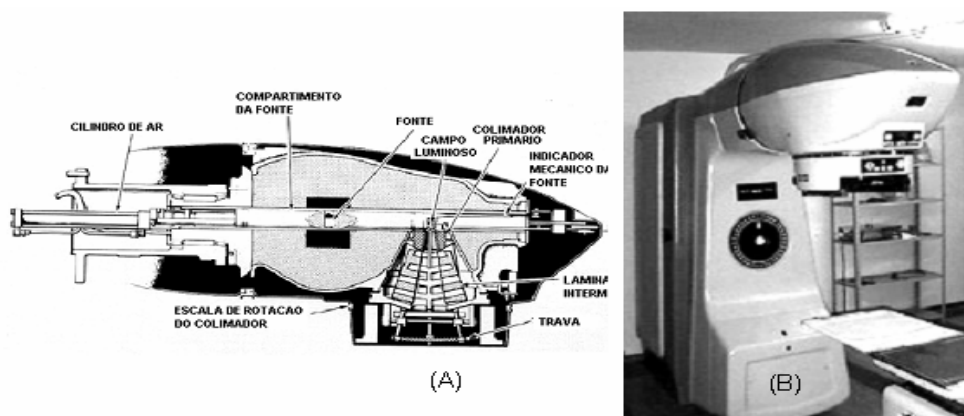 COMPARTIMENTO
DA FONTE
CILINDRO DE AR
FONTE
CAMPO
LUMINOSO
COLIMADOR
PRIMARIO
INDICADOR
MECANICO DA
FONTE
LAMINA
INTERM
ESCALA DE ROTACAO
DO COLIMADOR
TRAVA
(A)
(B)